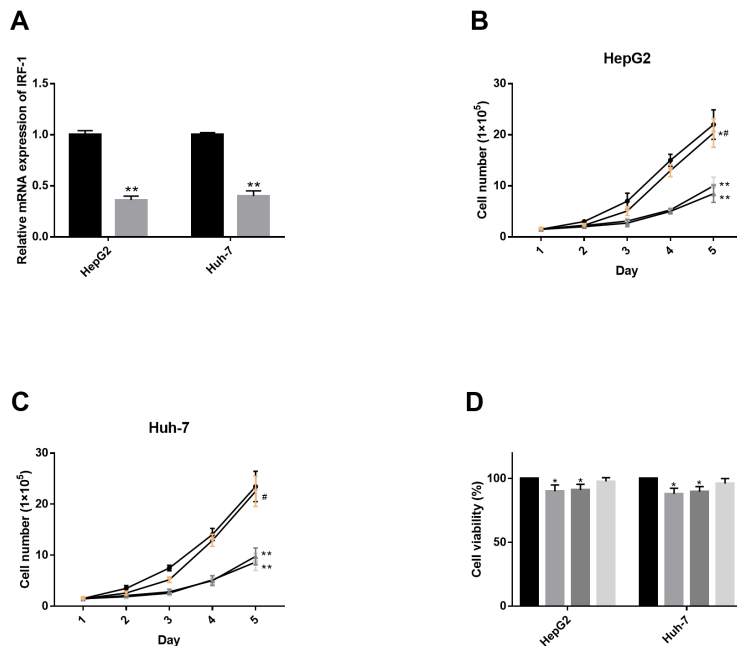 A
Relative mRNA expression of IRF-1
1.5
1.0
0.5
0.0
**
**
HepG2
Huh-7
B
HepG2
Cell number (1×10⁵)
30
20
10
0
*#
**
**
1 2 3 4 5
Day
C
Huh-7
Cell number (1×10⁵)
30
20
10
0
#
**
**
1 2 3 4 5
Day
D
Cell viability (%)
100
50
0
* *
* *
HepG2
Huh-7